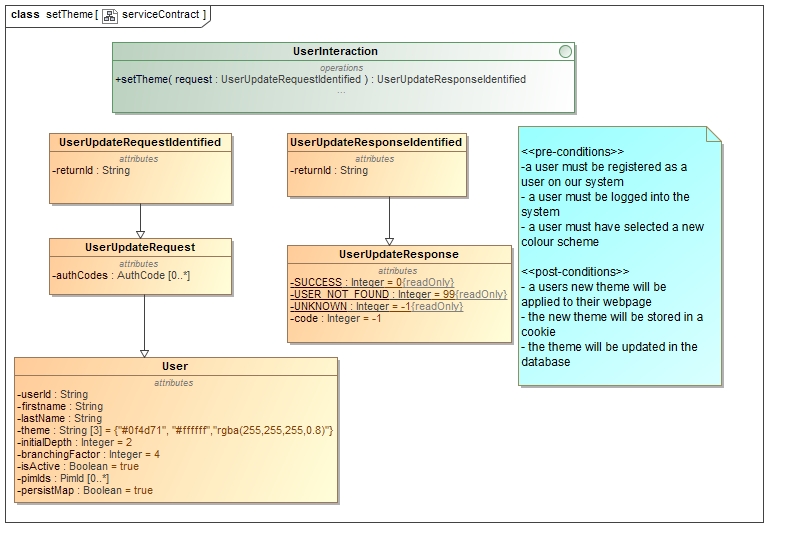 class setTheme [ serviceContract ]
UserInteraction
operations
+setTheme( request : UserUpdateRequestIdentified ) : UserUpdateResponseIdentified
...
UserUpdateRequestIdentified
attributes
-returnId : String
UserUpdateResponseIdentified
attributes
-returnId : String
<<pre-conditions>>
-a user must be registered as a
user on our system
- a user must be logged into the
system
- a user must have selected a new
colour scheme
<<post-conditions>>
- a users new theme will be
applied to their webpage
- the new theme will be stored in a
cookie
- the theme will be updated in the
database
UserUpdateRequest
attributes
-authCodes : AuthCode [0..*]
UserUpdateResponse
attributes
-SUCCESS : Integer = 0{readOnly}
-USER_NOT_FOUND : Integer = 99{readOnly}
-UNKNOWN : Integer = -1{readOnly}
-code : Integer = -1
User
attributes
-userId : String
-firstname : String
-lastName : String
-theme : String [3] = {"#0f4d71", "#ffffff","rgba(255,255,255,0.8)"}
-initialDepth : Integer = 2
-branchingFactor : Integer = 4
-isActive : Boolean = true
-pimIds : PimId [0..*]
-persistMap : Boolean = true